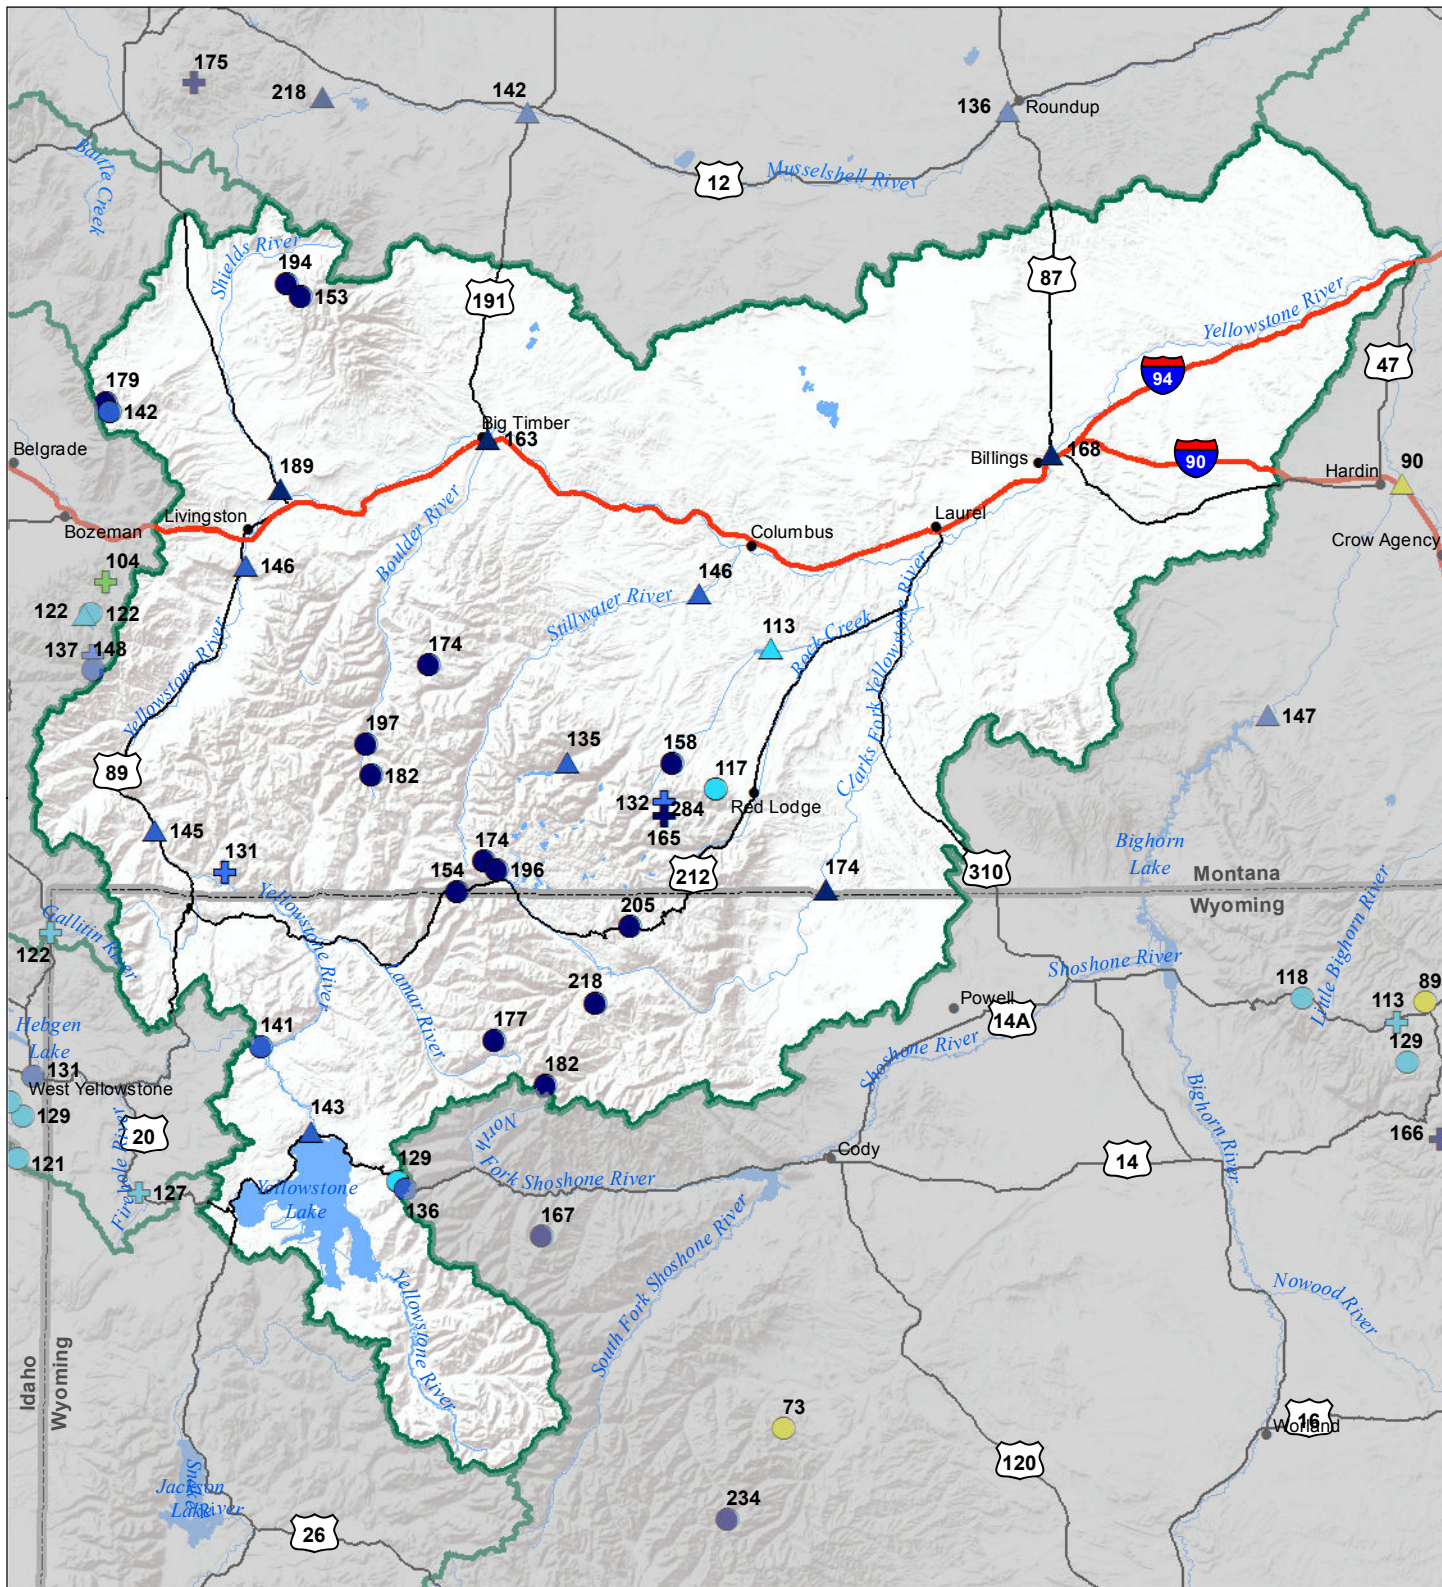 175
218
142
136
Roundup
Battle Creek
12
Musselshell River
Shields River
194
153
191
87
Yellowstone River
47
94
179
142
Big Timber
163
Belgrade
189
Billings
168
90
Hardin
90
Livingston
Bozeman
Laurel
Columbus
Crow Agency
104
146
Boulder River
146
122
122
Stillwater River
113
Rock Creek
137
148
174
Yellowstone River
Clarks Fork Yellowstone River
147
197
135
158
89
182
117
132
284
Red Lodge
165
145
131
174
196
154
212
174
310
Bighorn
Lake
Montana
Wyoming
Gallitin River
Yellowstone River
205
122
Lamar River
Shoshone River
Little Bighorn River
218
Powell
14A
118
89
113
Hebgen
Lake
141
177
Shoshone River
129
131
West Yellowstone
182
129
Firehole River
20
143
North
Fork Shoshone River
Bighorn River
166
Cody
14
121
129
127
Yellowstone
Lake
136
167
South Fork Shoshone River
Yellowstone River
Nowood River
Idaho
Wyoming
73
16
Worland
120
Jackson
Lake
Snake
River
234
26